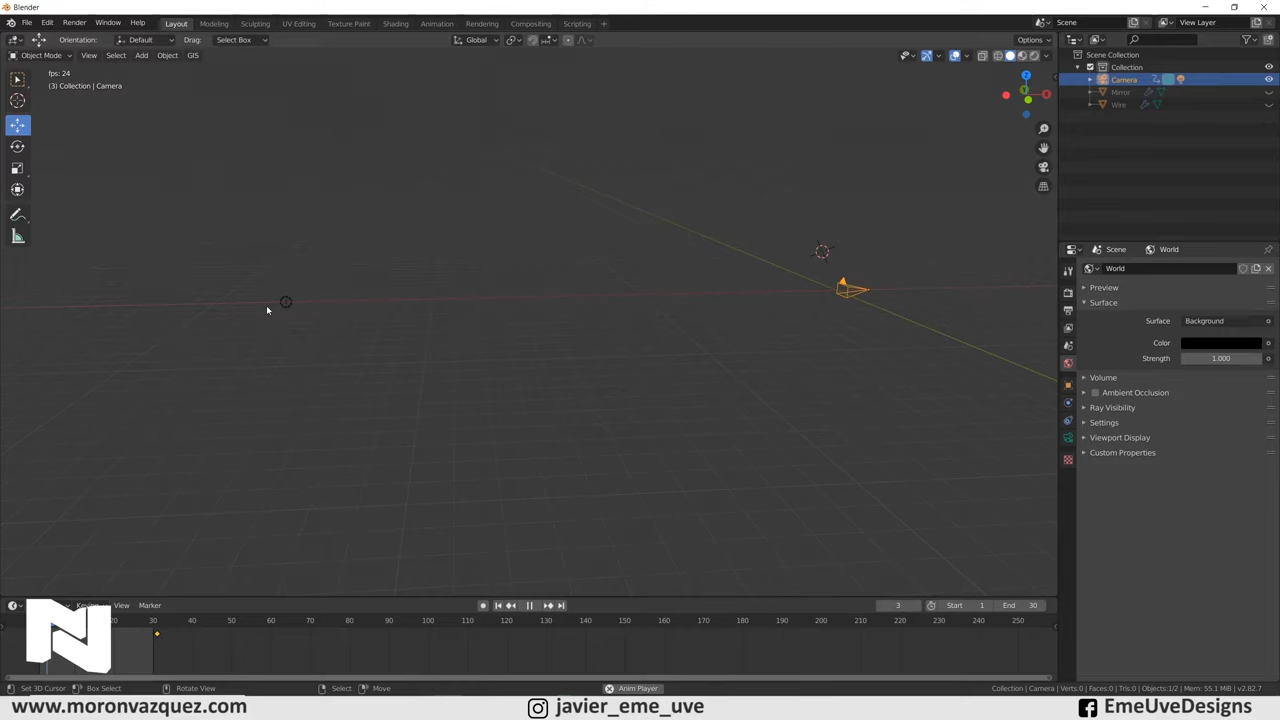 Blender
File Edit Render Window Help Layout Modeling Sculpting UV Editing Texture Paint Shading Animation Rendering Compositing Scripting + Scene View Layer
Orientation: Default Drag: Select Box Global Options
Object Mode View Select Add Object GIS
fps: 24
(3) Collection | Camera
Scene Collection
Collection
Camera
Mirror
Wire
Scene World
World
Preview
Surface
Surface Background
Color
Strength 1.000
Volume
Ambient Occlusion
Ray Visibility
Settings
Viewport Display
Custom Properties
View Marker 3 Start 1 End 30
30 40 50 60 70 80 90 100 110 120 130 140 150 160 170 180 190 200 210 220 230 240 250
N
Set 3D Cursor Box Select Rotate View Select Move Anim Player Collection | Camera | Verts:0 | Faces:0 | Tris:0 | Objects:1/2 | Mem: 55.1 MiB | v2.82.7
www.moronvazquez.com javier_eme_uve EmeUveDesigns